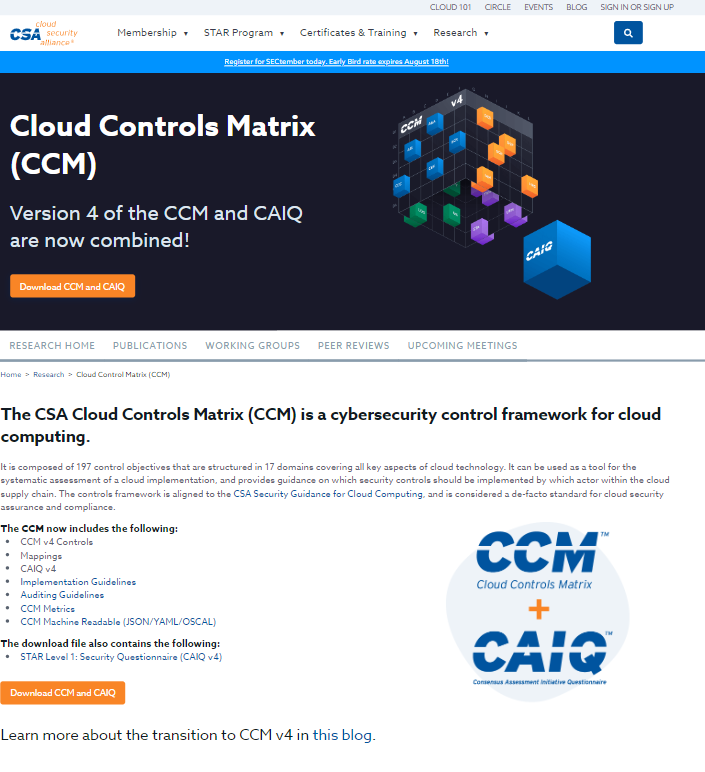 CLOUD 101 CIRCLE EVENTS BLOG SIGN IN OR SIGN UP
CSA cloud security alliance®
Membership ▾ STAR Program ▾ Certificates & Training ▾ Research ▾
Register for SECtember today. Early Bird rate expires August 18th!
Cloud Controls Matrix
(CCM)
Version 4 of the CCM and CAIQ
are now combined!
Download CCM and CAIQ
CCM v4
CAIQ
RESEARCH HOME PUBLICATIONS WORKING GROUPS PEER REVIEWS UPCOMING MEETINGS
Home > Research > Cloud Control Matrix (CCM)
The CSA Cloud Controls Matrix (CCM) is a cybersecurity control framework for cloud
computing.
It is composed of 197 control objectives that are structured in 17 domains covering all key aspects of cloud technology. It can be used as a tool for the
systematic assessment of a cloud implementation, and provides guidance on which security controls should be implemented by which actor within the cloud
supply chain. The controls framework is aligned to the CSA Security Guidance for Cloud Computing, and is considered a de-facto standard for cloud security
assurance and compliance.
The CCM now includes the following:
• CCM v4 Controls
• Mappings
• CAIQ v4
• Implementation Guidelines
• Auditing Guidelines
• CCM Metrics
• CCM Machine Readable (JSON/YAML/OSCAL)
The download file also contains the following:
• STAR Level 1: Security Questionnaire (CAIQ v4)
Download CCM and CAIQ
CCM™
Cloud Controls Matrix
+
CAIQ™
Consensus Assessment Initiative Questionnaire
Learn more about the transition to CCM v4 in this blog.